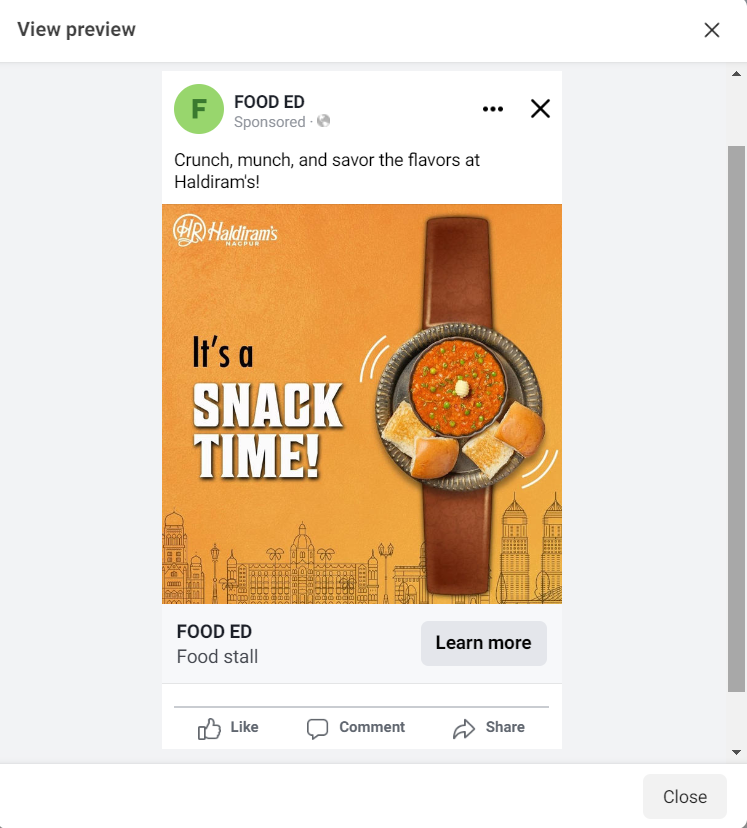 View preview
F
FOOD ED
Sponsored ·
Crunch, munch, and savor the flavors at
Haldiram's!
HR Haldiram's
NAGPUR
It's a
SNACK
TIME!
FOOD ED
Food stall
Learn more
Like
Comment
Share
Close